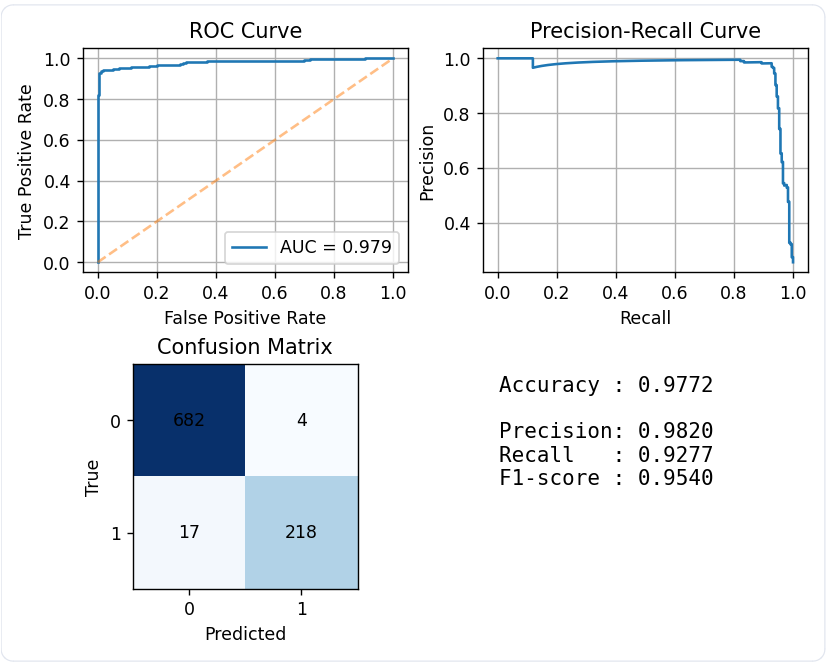 ROC Curve
1.0
0.8
0.6
0.4
0.2
0.0
True Positive Rate
AUC = 0.979
0.0 0.2 0.4 0.6 0.8 1.0
False Positive Rate
Precision-Recall Curve
1.0
0.8
0.6
0.4
Precision
0.0 0.2 0.4 0.6 0.8 1.0
Recall
Confusion Matrix
0 682 4
True
1 17 218
0 1
Predicted
Accuracy : 0.9772
Precision: 0.9820
Recall : 0.9277
F1-score : 0.9540